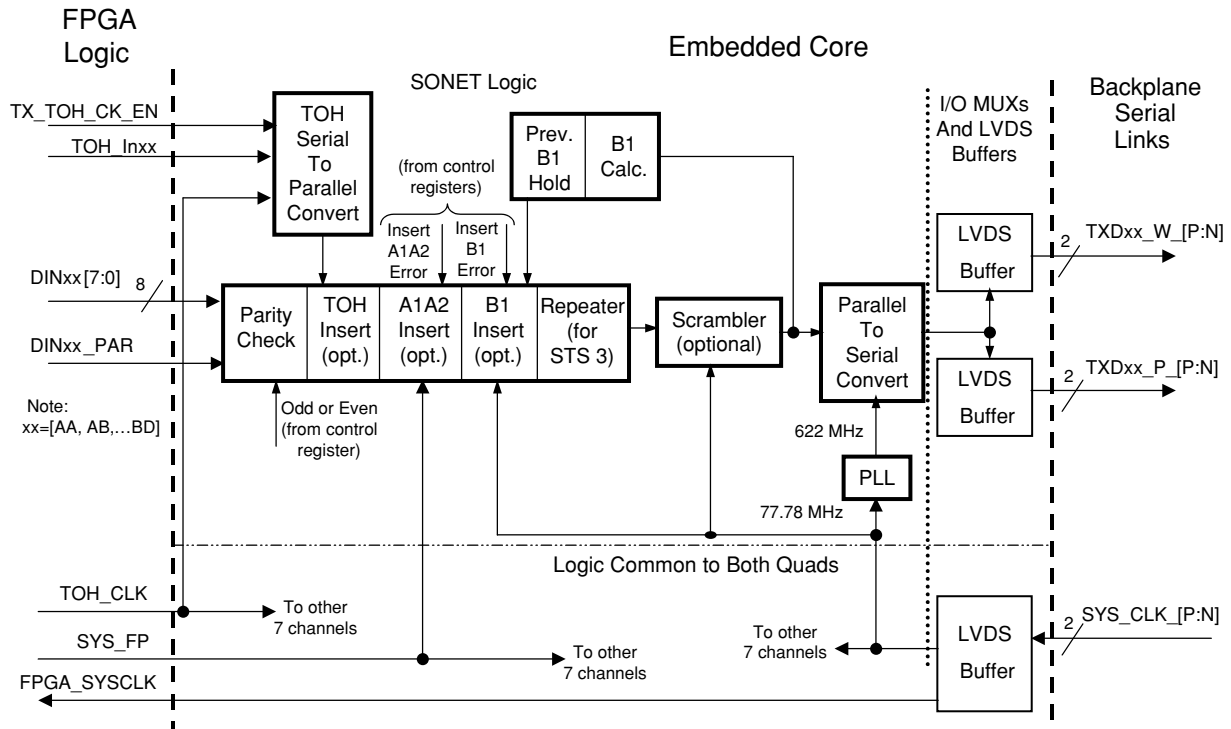 FPGA
Logic
Embedded Core
SONET Logic
I/O MUXs
And LVDS
Buffers
Backplane
Serial
Links
TX_TOH_CK_EN
TOH_Inxx
TOH
Serial
To
Parallel
Convert
(from control
registers)
Prev.
B1
Hold
B1
Calc.
Insert
A1A2
Error
Insert
B1
Error
LVDS
Buffer
2
TXDxx_W_[P:N]
DINxx[7:0]
8
DINxx_PAR
Parity
Check
TOH
Insert
(opt.)
A1A2
Insert
(opt.)
B1
Insert
(opt.)
Repeater
(for
STS 3)
Scrambler
(optional)
Parallel
To
Serial
Convert
LVDS
Buffer
2
TXDxx_P_[P:N]
Note:
xx=[AA, AB,...BD]
Odd or Even
(from control
register)
622 MHz
PLL
77.78 MHz
Logic Common to Both Quads
TOH_CLK
To other
7 channels
SYS_FP
To other
7 channels
To other
7 channels
LVDS
Buffer
2
SYS_CLK_[P:N]
FPGA_SYSCLK